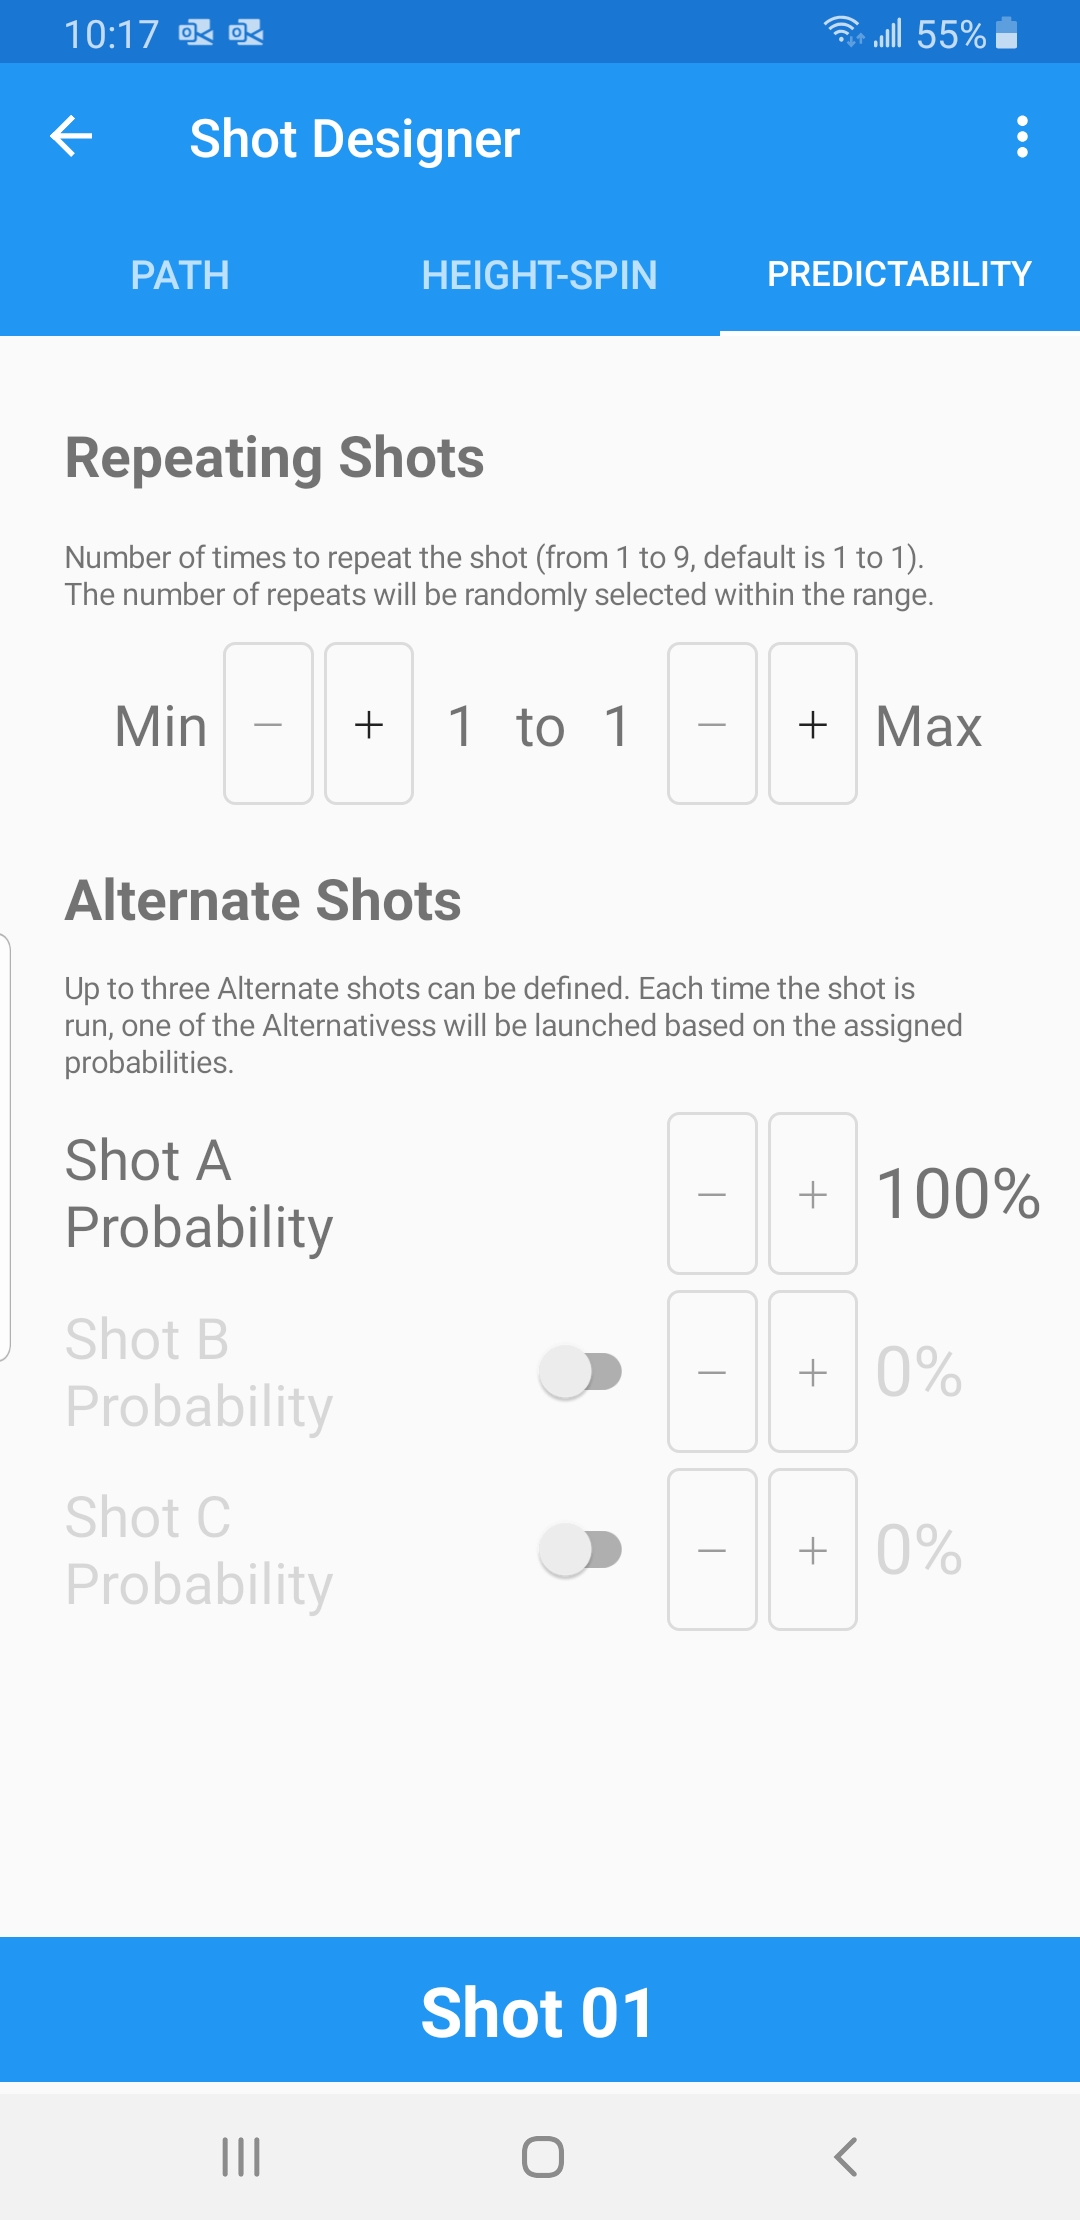 10:17 55%
Shot Designer
PATH HEIGHT-SPIN PREDICTABILITY
Repeating Shots
Number of times to repeat the shot (from 1 to 9, default is 1 to 1).
The number of repeats will be randomly selected within the range.
Min − + 1 to 1 − + Max
Alternate Shots
Up to three Alternate shots can be defined. Each time the shot is
run, one of the Alternativess will be launched based on the assigned
probabilities.
Shot A
Probability
− + 100%
Shot B
Probability
− + 0%
Shot C
Probability
− + 0%
Shot 01